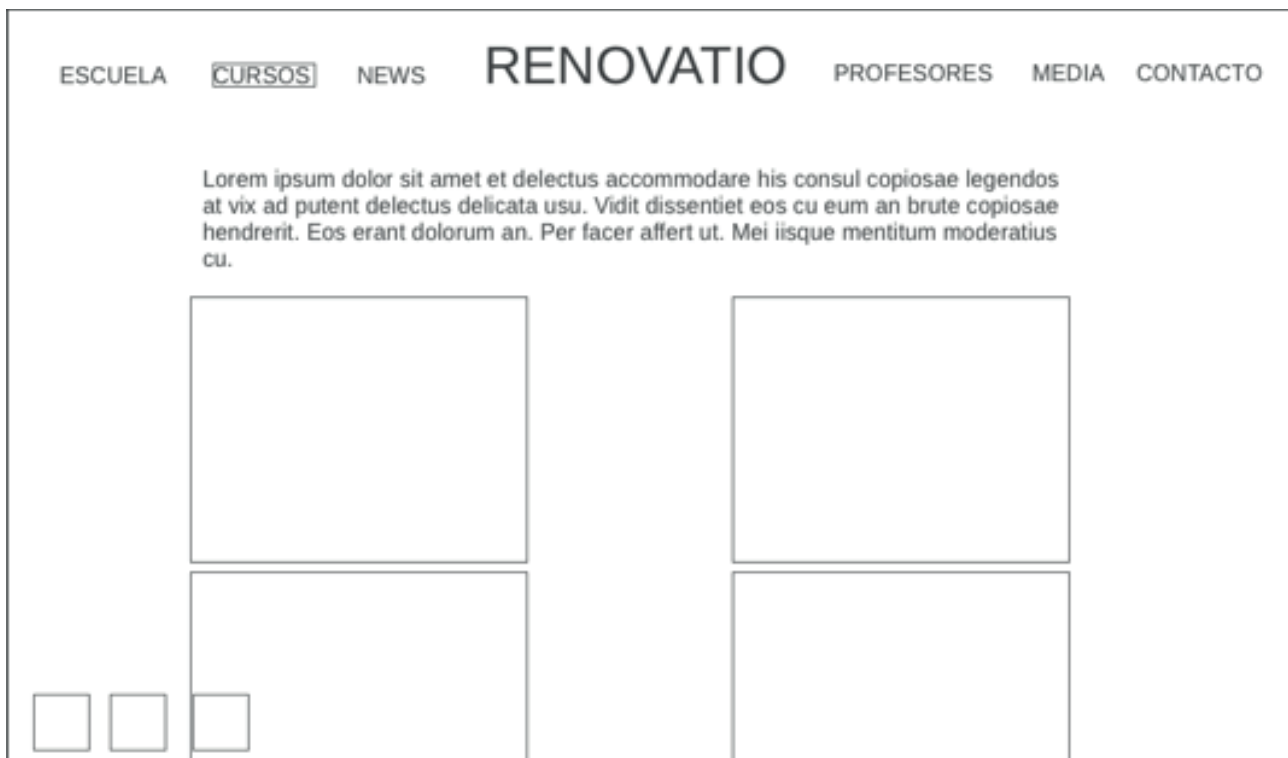 ESCUELA CURSOS NEWS RENOVATIO PROFESORES MEDIA CONTACTO
Lorem ipsum dolor sit amet et delectus accommodare his consul copiosae legendos
at vix ad putent delectus delicata usu. Vidit dissentiet eos cu eum an brute copiosae
hendrerit. Eos erant dolorum an. Per facer affert ut. Mei iisque mentitum moderatius
cu.